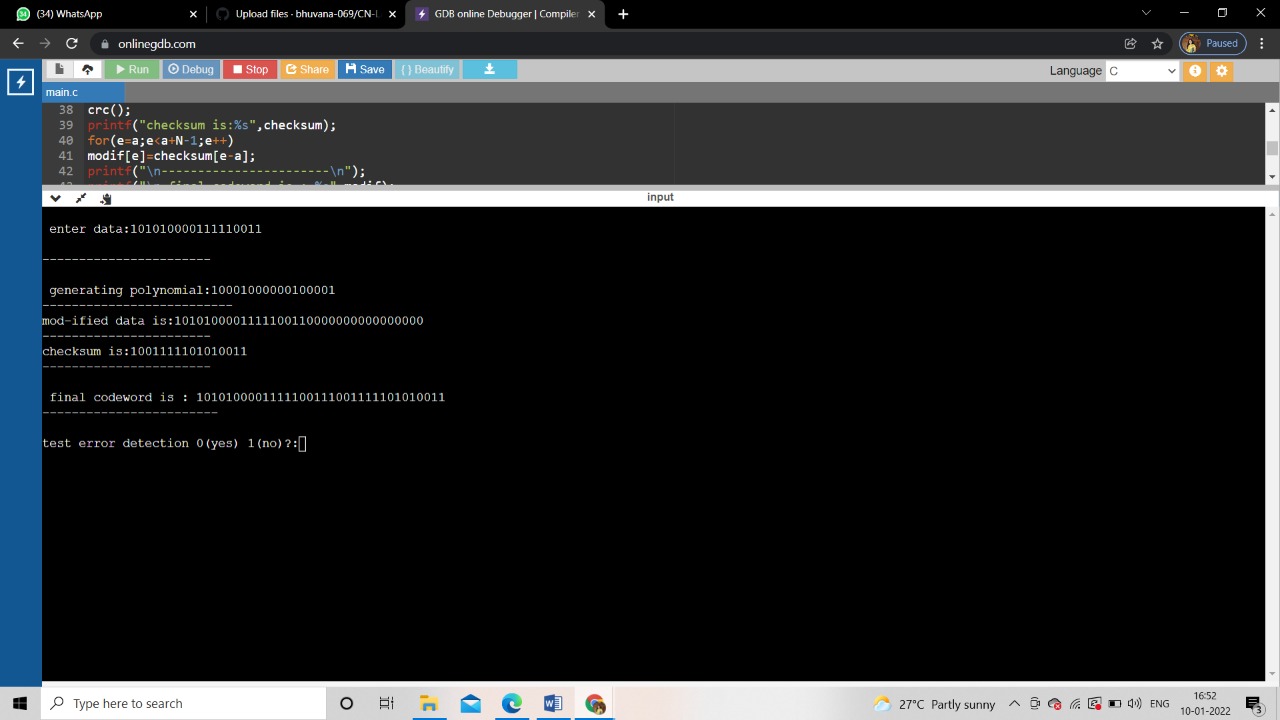 (34) WhatsApp
Upload files · bhuvana-069/CN-L
GDB online Debugger | Compiler
onlinegdb.com
Paused
Run Debug Stop Share Save { } Beautify Language C
main.c
38 crc();
39 printf("checksum is:%s",checksum);
40 for(e=a;e<a+N-1;e++)
41 modif[e]=checksum[e-a];
42 printf("\n-----------------------\n");
input
enter data:101010000111110011
-----------------------
generating polynomial:10001000000100001
--------------------------
mod-ified data is:1010100001111100110000000000000000
-----------------------
checksum is:1001111101010011
-----------------------
final codeword is : 1010100001111100111001111101010011
------------------------
test error detection 0(yes) 1(no)?:
Type here to search
27°C Partly sunny
ENG
16:52
10-01-2022
3